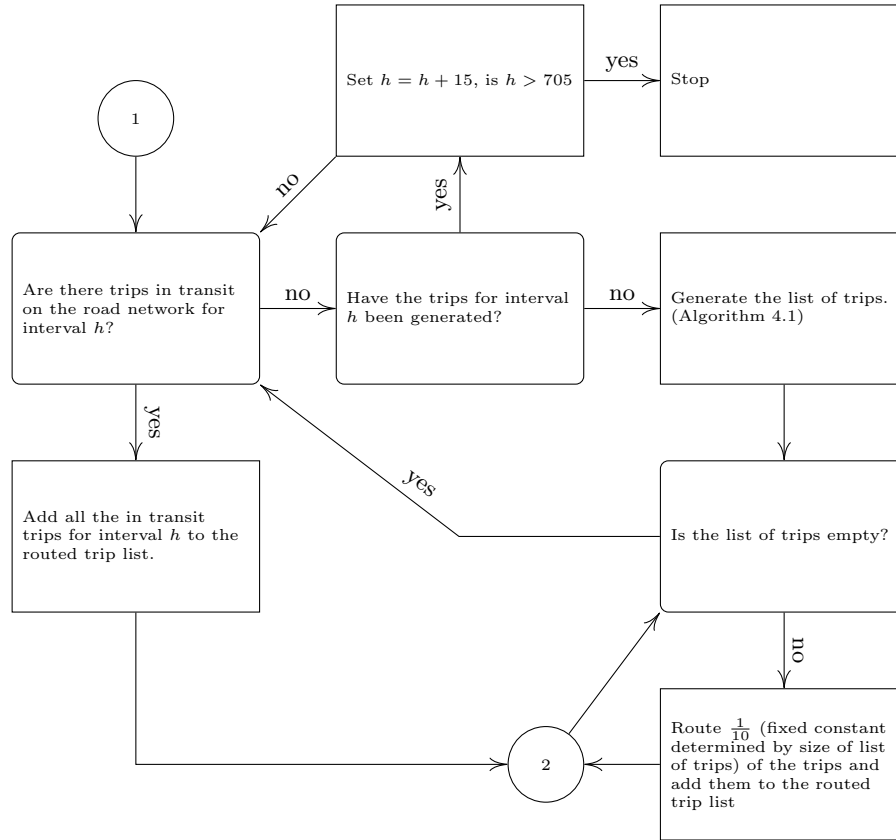 Set h = h + 15, is h > 705
yes
Stop
1
no
yes
Are there trips in transit
on the road network for
interval h?
no
Have the trips for interval
h been generated?
no
Generate the list of trips.
(Algorithm 4.1)
yes
yes
Add all the in transit
trips for interval h to the
routed trip list.
Is the list of trips empty?
no
Route 1/10 (fixed constant
determined by size of list
of trips) of the trips and
add them to the routed
trip list
2